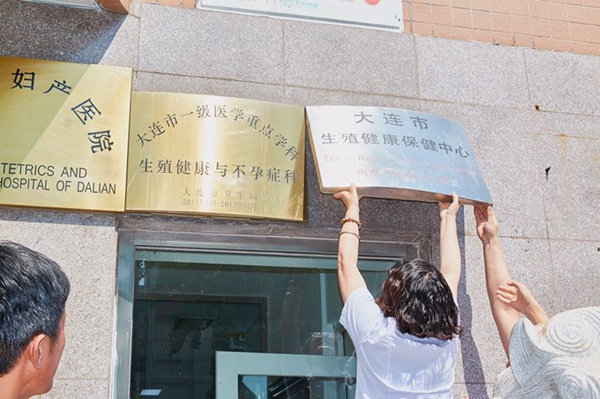 妇产医院
TETRICS AND
HOSPITAL OF DALIAN
大连市一级医学重点学科
生殖健康与不孕症科
大连市卫生局
大连市
生殖健康保健中心